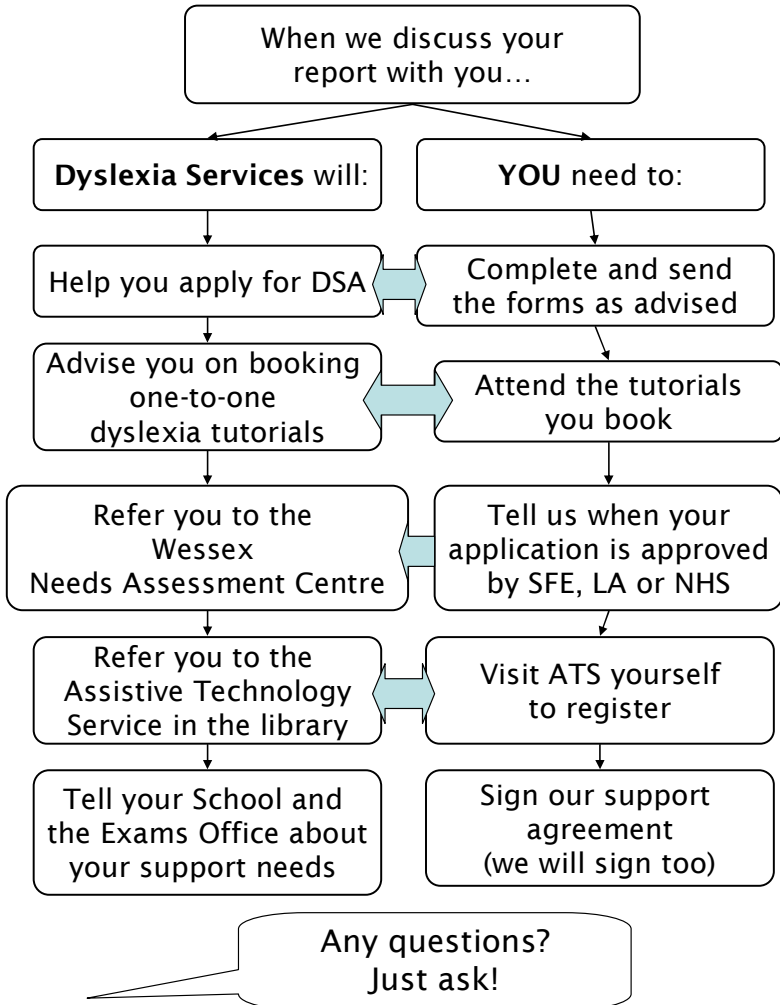 When we discuss your
report with you…
Dyslexia Services will:
YOU need to:
Help you apply for DSA
Complete and send
the forms as advised
Advise you on booking
one-to-one
dyslexia tutorials
Attend the tutorials
you book
Refer you to the
Wessex
Needs Assessment Centre
Tell us when your
application is approved
by SFE, LA or NHS
Refer you to the
Assistive Technology
Service in the library
Visit ATS yourself
to register
Tell your School and
the Exams Office about
your support needs
Sign our support
agreement
(we will sign too)
Any questions?
Just ask!